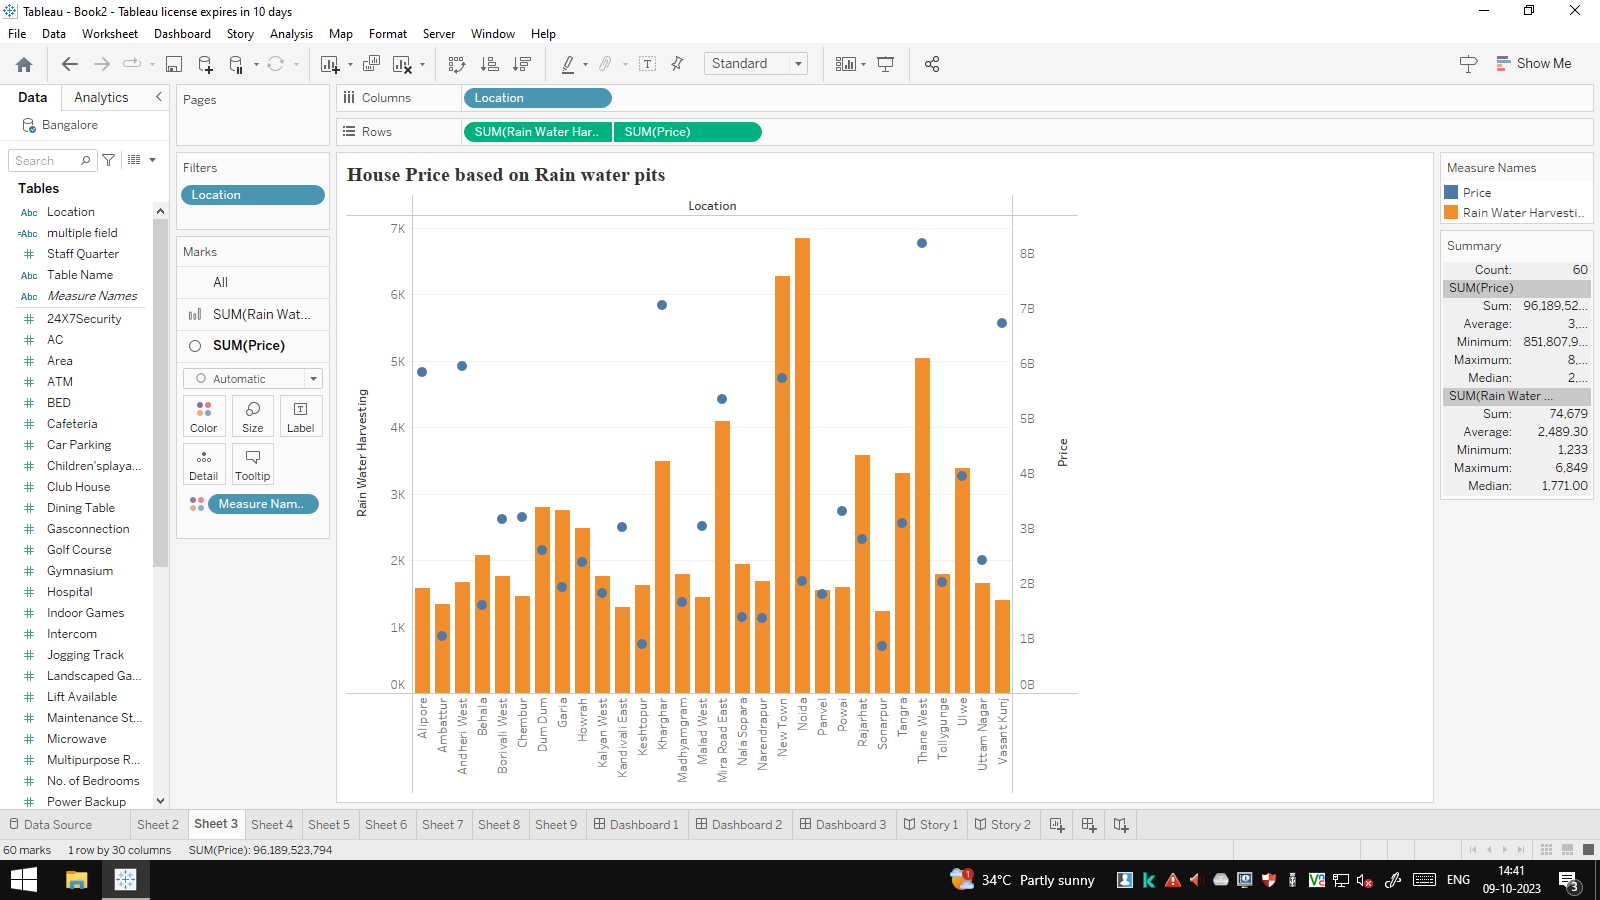 Tableau - Book2 - Tableau license expires in 10 days
File Data Worksheet Dashboard Story Analysis Map Format Server Window Help
Standard
Show Me
Data Analytics
Bangalore
Search
Tables
Abc Location
=Abc multiple field
# Staff Quarter
Abc Table Name
Abc Measure Names
# 24X7Security
# AC
# Area
# ATM
# BED
# Cafeteria
# Car Parking
# Children'splaya...
# Club House
# Dining Table
# Gasconnection
# Golf Course
# Gymnasium
# Hospital
# Indoor Games
# Intercom
# Jogging Track
# Landscaped Ga...
# Lift Available
# Maintenance St...
# Microwave
# Multipurpose R...
# No. of Bedrooms
# Power Backup
Pages
Filters
Location
Marks
All
SUM(Rain Wat...
SUM(Price)
Automatic
Color Size Label
Detail Tooltip
Measure Nam..
Columns Location
Rows SUM(Rain Water Har.. SUM(Price)
House Price based on Rain water pits
Location
7K
6K
5K
4K
3K
2K
1K
0K
Rain Water Harvesting
8B
7B
6B
5B
4B
3B
2B
1B
0B
Price
Alipore
Ambattur
Andheri West
Behala
Borivali West
Chembur
Dum Dum
Garia
Howrah
Kalyan West
Kandivali East
Keshtopur
Kharghar
Madhyamgram
Malad West
Mira Road East
Nala Sopara
Narendrapur
New Town
Noida
Panvel
Powai
Rajarhat
Sonarpur
Tangra
Thane West
Tollygunge
Ulwe
Uttam Nagar
Vasant Kunj
Measure Names
Price
Rain Water Harvesti..
Summary
Count: 60
SUM(Price)
Sum: 96,189,52...
Average: 3,...
Minimum: 851,807,9...
Maximum: 8,...
Median: 2,...
SUM(Rain Water ...
Sum: 74,679
Average: 2,489.30
Minimum: 1,233
Maximum: 6,849
Median: 1,771.00
Data Source Sheet 2 Sheet 3 Sheet 4 Sheet 5 Sheet 6 Sheet 7 Sheet 8 Sheet 9 Dashboard 1 Dashboard 2 Dashboard 3 Story 1 Story 2
60 marks 1 row by 30 columns SUM(Price): 96,189,523,794
1 34°C Partly sunny ENG 14:41
09-10-2023
3